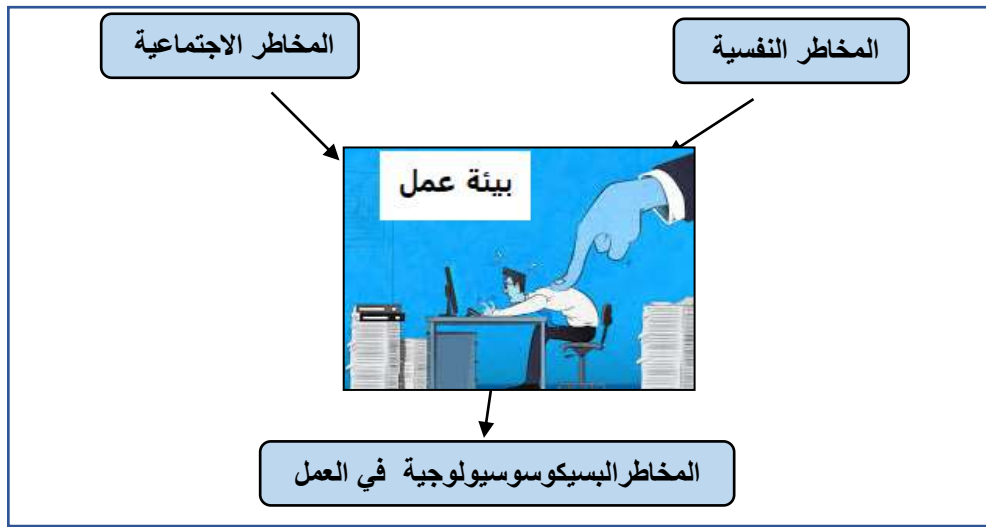 المخاطر النفسية
المخاطر الاجتماعية
بيئة عمل
المخاطرالبسيكوسوسيولوجية في العمل